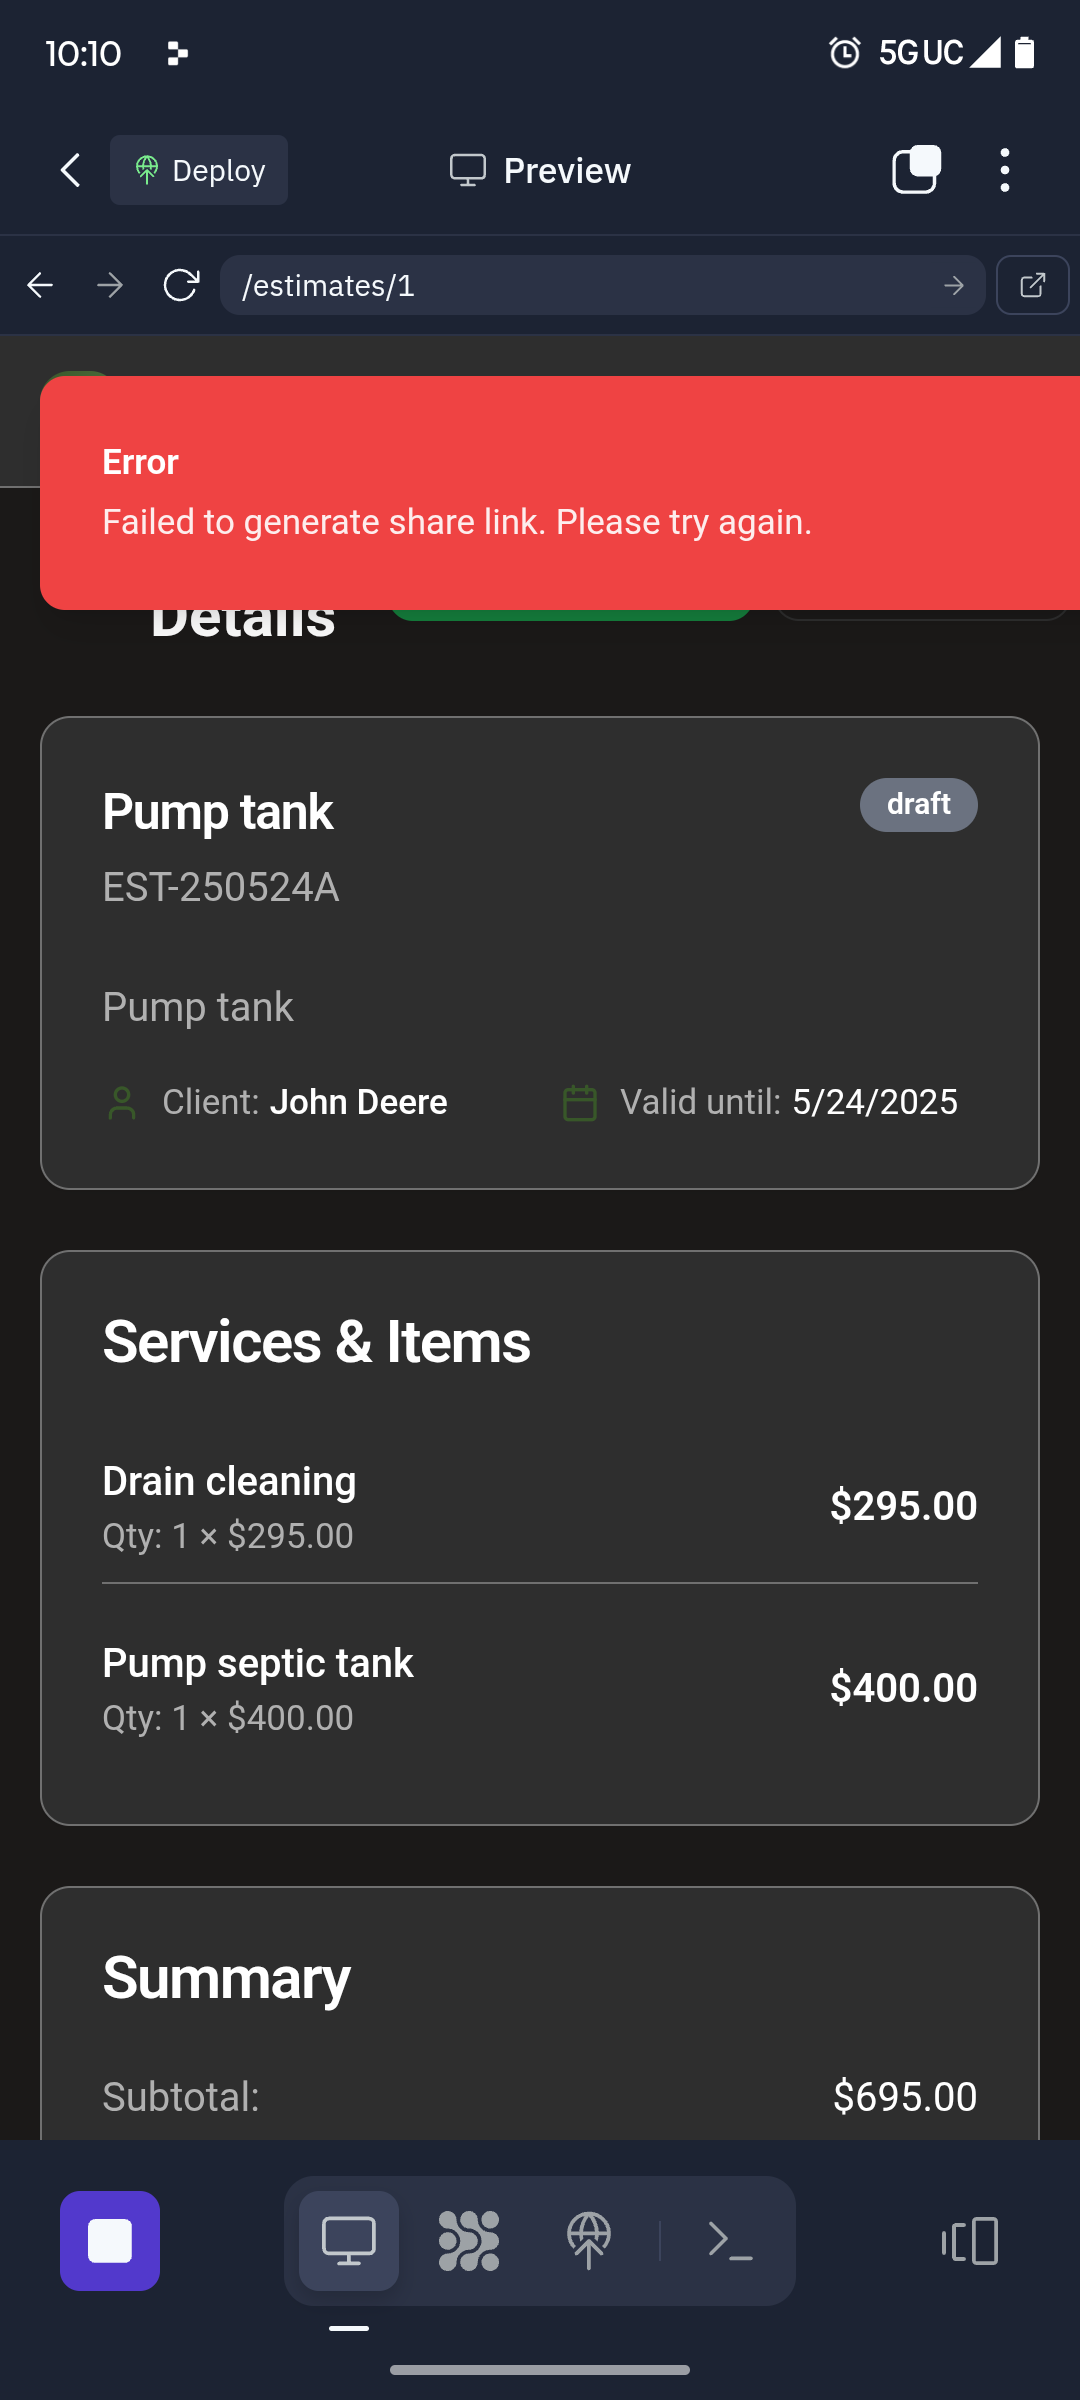 10:10
5G UC
Deploy
Preview
/estimates/1
Error
Failed to generate share link. Please try again.
Details
Pump tank
draft
EST-250524A
Pump tank
Client: John Deere
Valid until: 5/24/2025
Services & Items
Drain cleaning
$295.00
Qty: 1 × $295.00
Pump septic tank
$400.00
Qty: 1 × $400.00
Summary
Subtotal:
$695.00